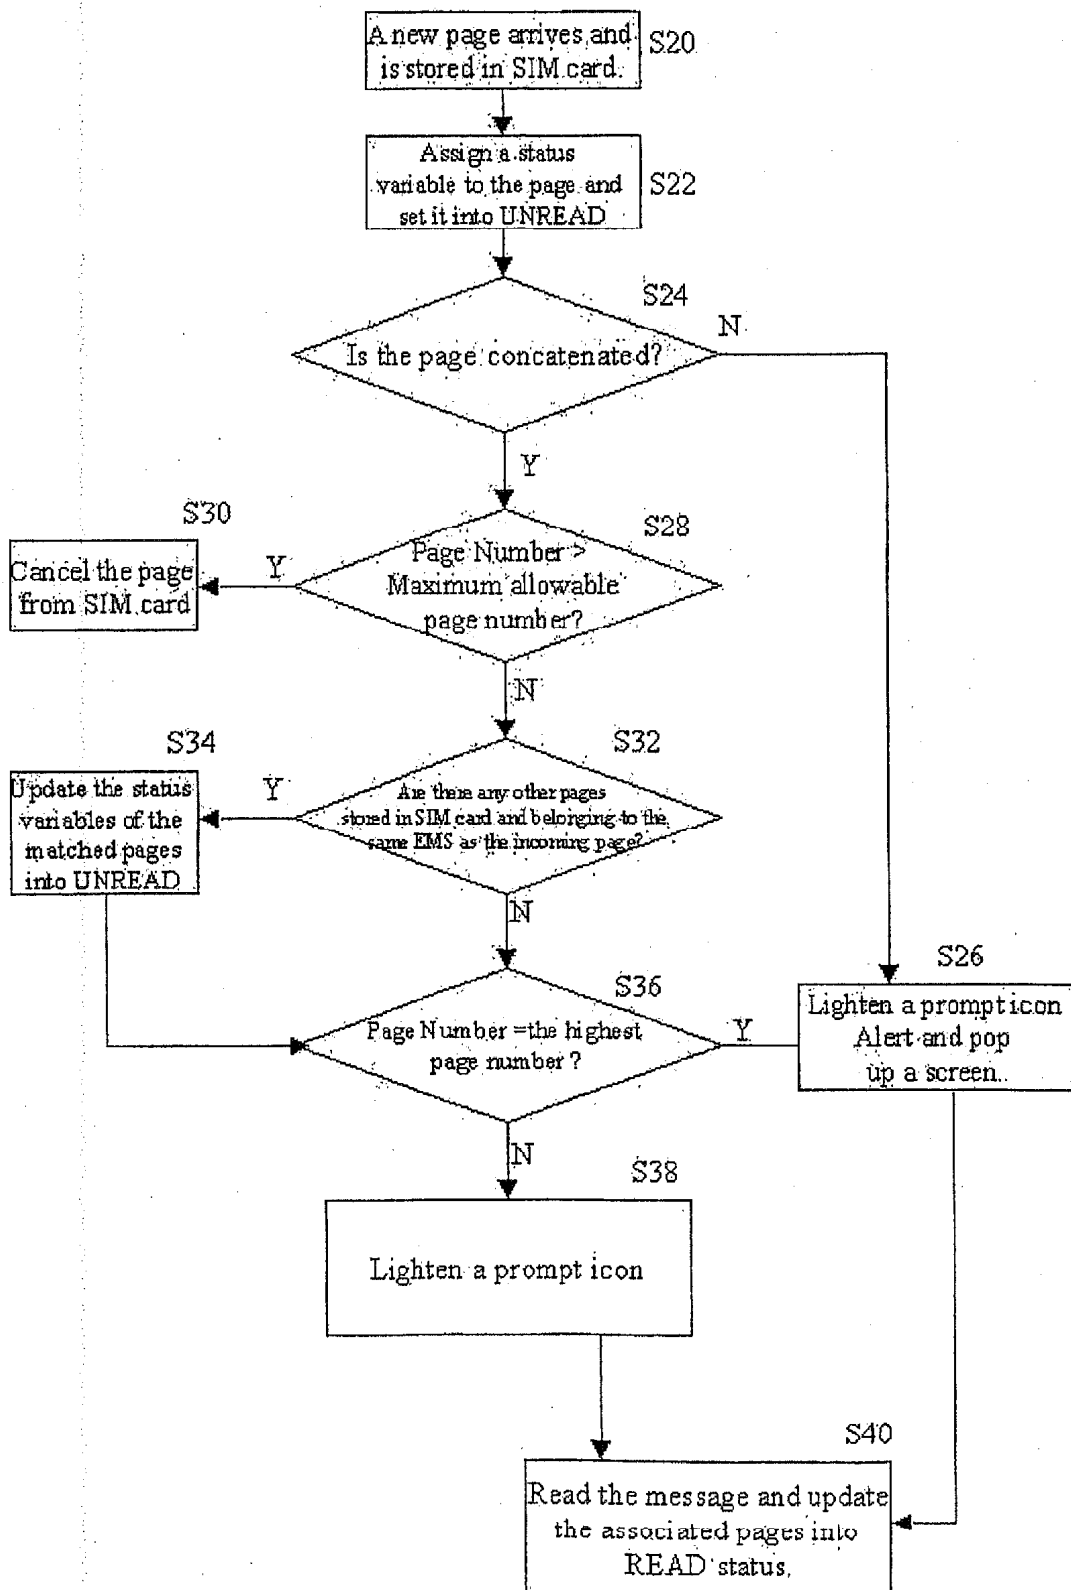 A new page arrives and
is stored in SIM card.
S20
Assign a status
variable to the page and
set it into UNREAD
S22
S24
N
Is the page concatenated?
Y
S30
S28
Cancel the page
from SIM card
Y
Page Number >
Maximum allowable
page number?
N
S34
S32
Update the status
variables of the
matched pages
into UNREAD
Y
Are there any other pages
stored in SIM card and belonging to the
same EMS as the incoming page?
N
S26
S36
Page Number = the highest
page number?
Y
Lighten a prompt icon
Alert and pop
up a screen.
N
S38
Lighten a prompt icon
S40
Read the message and update
the associated pages into
READ status.